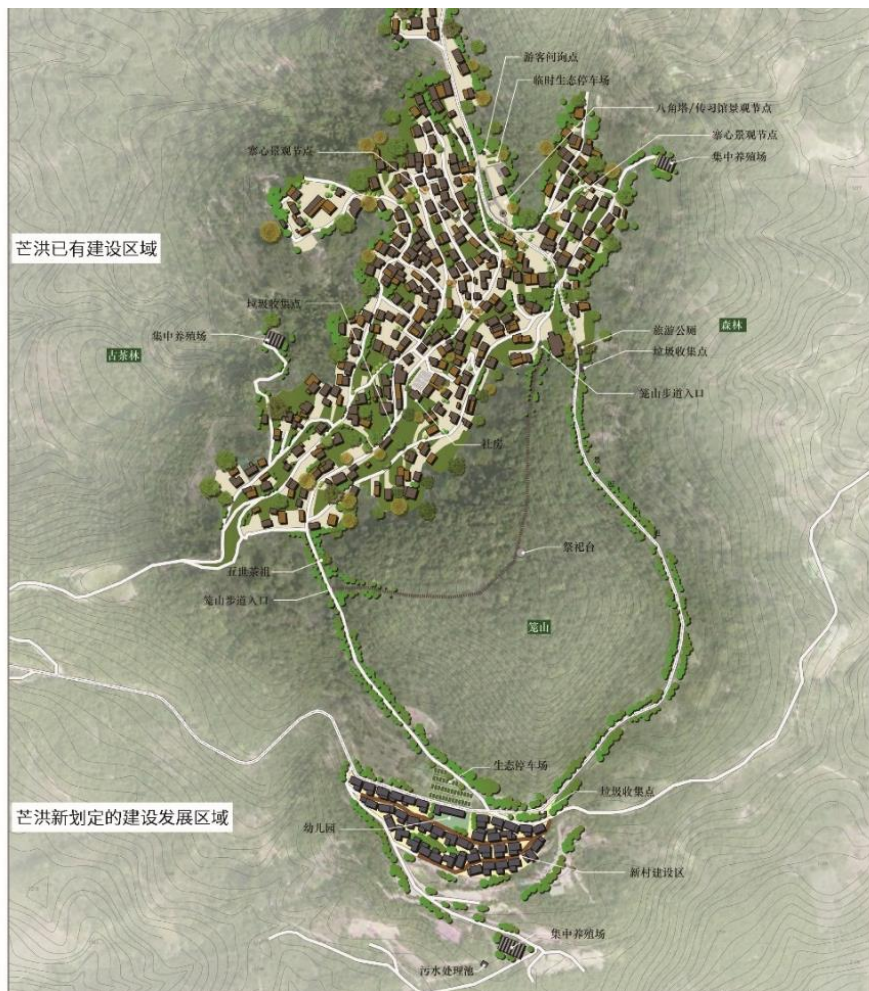 游客问询点
临时生态停车场
八角塔/传习馆景观节点
寨心景观节点
寨心景观节点
集中养殖场
芒洪已有建设区域
垃圾收集点
集中养殖场
古茶林
旅游公厕
森林
垃圾收集点
笼山步道入口
社房
祭祀台
五世茶祖
笼山步道入口
笼山
生态停车场
垃圾收集点
芒洪新划定的建设发展区域
幼儿园
新村建设区
集中养殖场
污水处理池